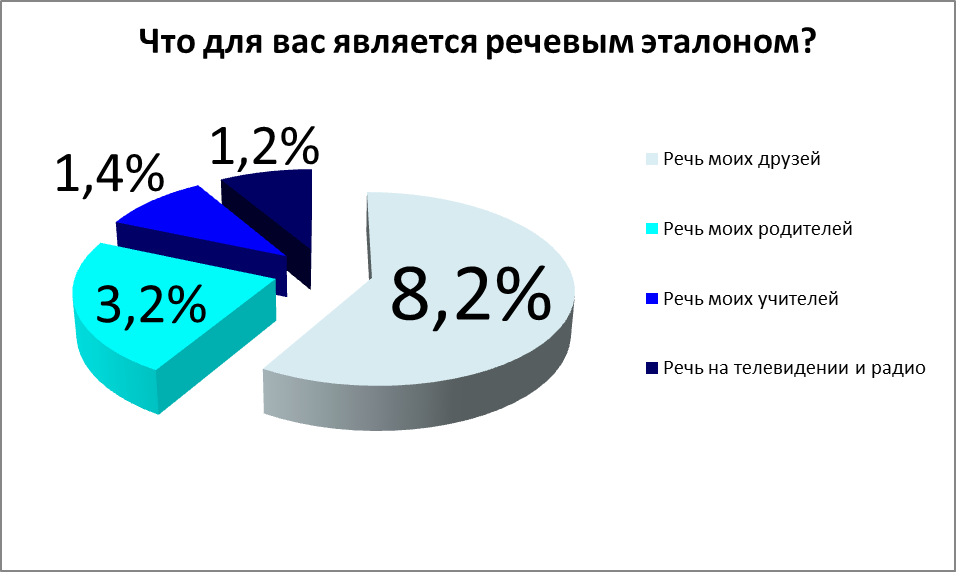 Что для вас является речевым эталоном?
1,2%
1,4%
3,2%
8,2%
Речь моих друзей
Речь моих родителей
Речь моих учителей
Речь на телевидении и радио